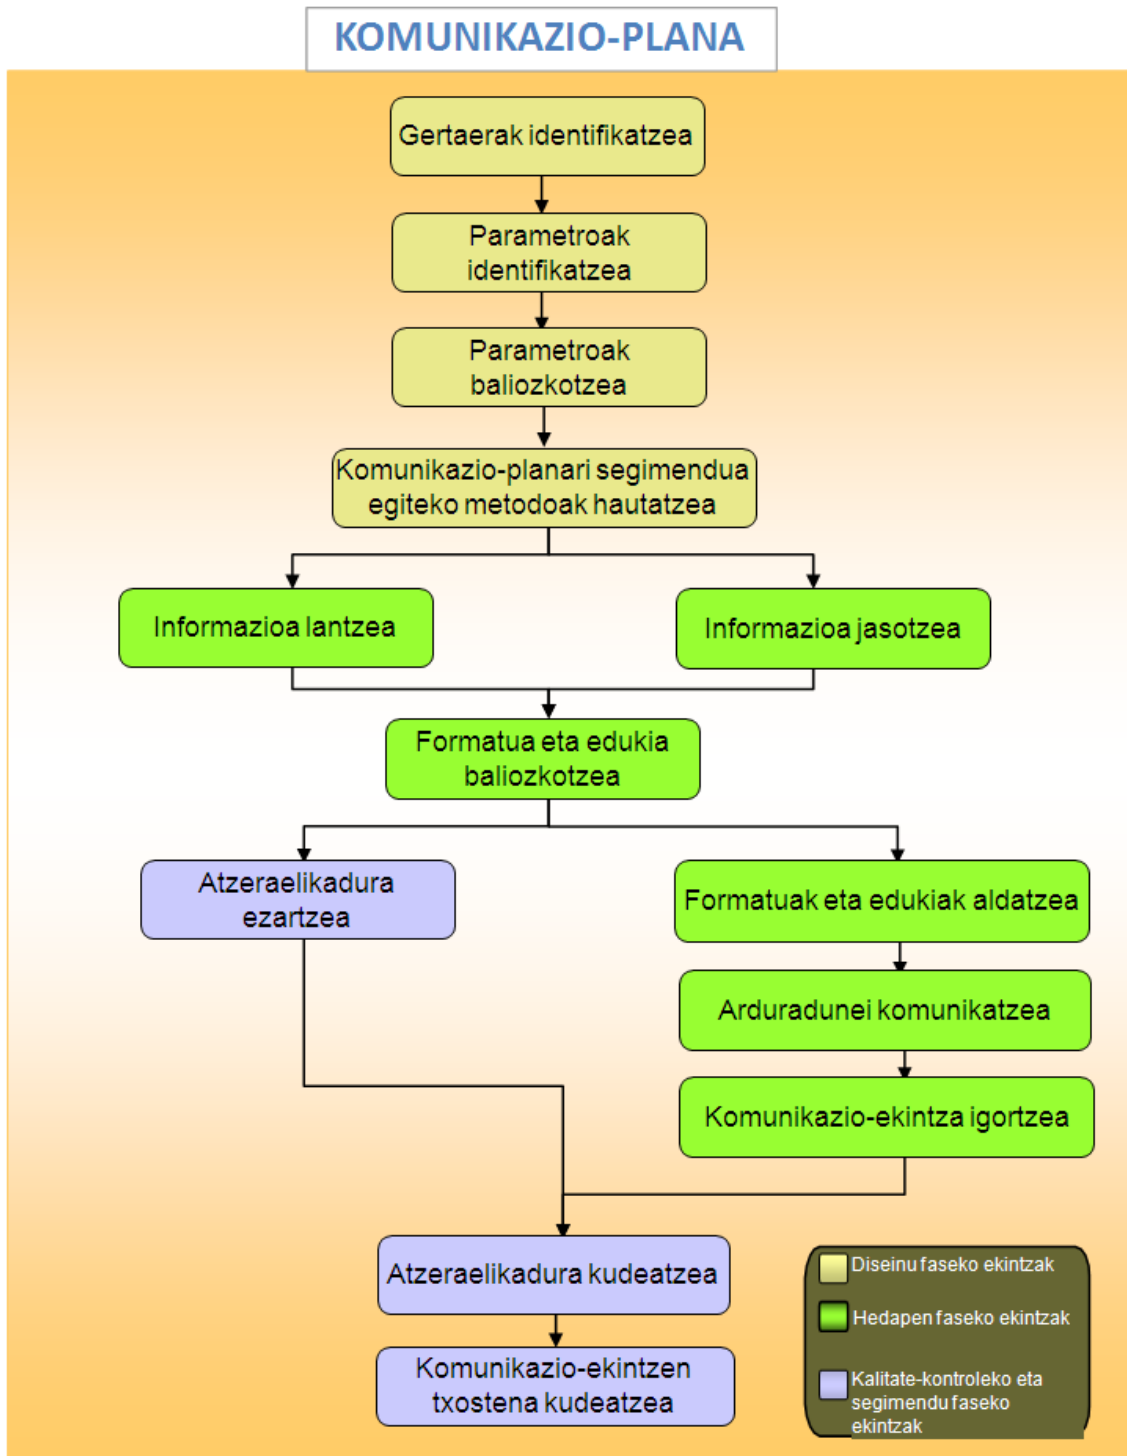 KOMUNIKAZIO-PLANA
Gertaerak identifikatzea
Parametroak
identifikatzea
Parametroak
baliozkotzea
Komunikazio-planari segimendua
egiteko metodoak hautatzea
Informazioa lantzea
Informazioa jasotzea
Formatua eta edukia
baliozkotzea
Atzeraelikadura
ezartzea
Formatuak eta edukiak aldatzea
Arduradunei komunikatzea
Komunikazio-ekintza igortzea
Atzeraelikadura kudeatzea
Komunikazio-ekintzen
txostena kudeatzea
Diseinu faseko ekintzak
Hedapen faseko ekintzak
Kalitate-kontroleko eta
segimendu faseko
ekintzak